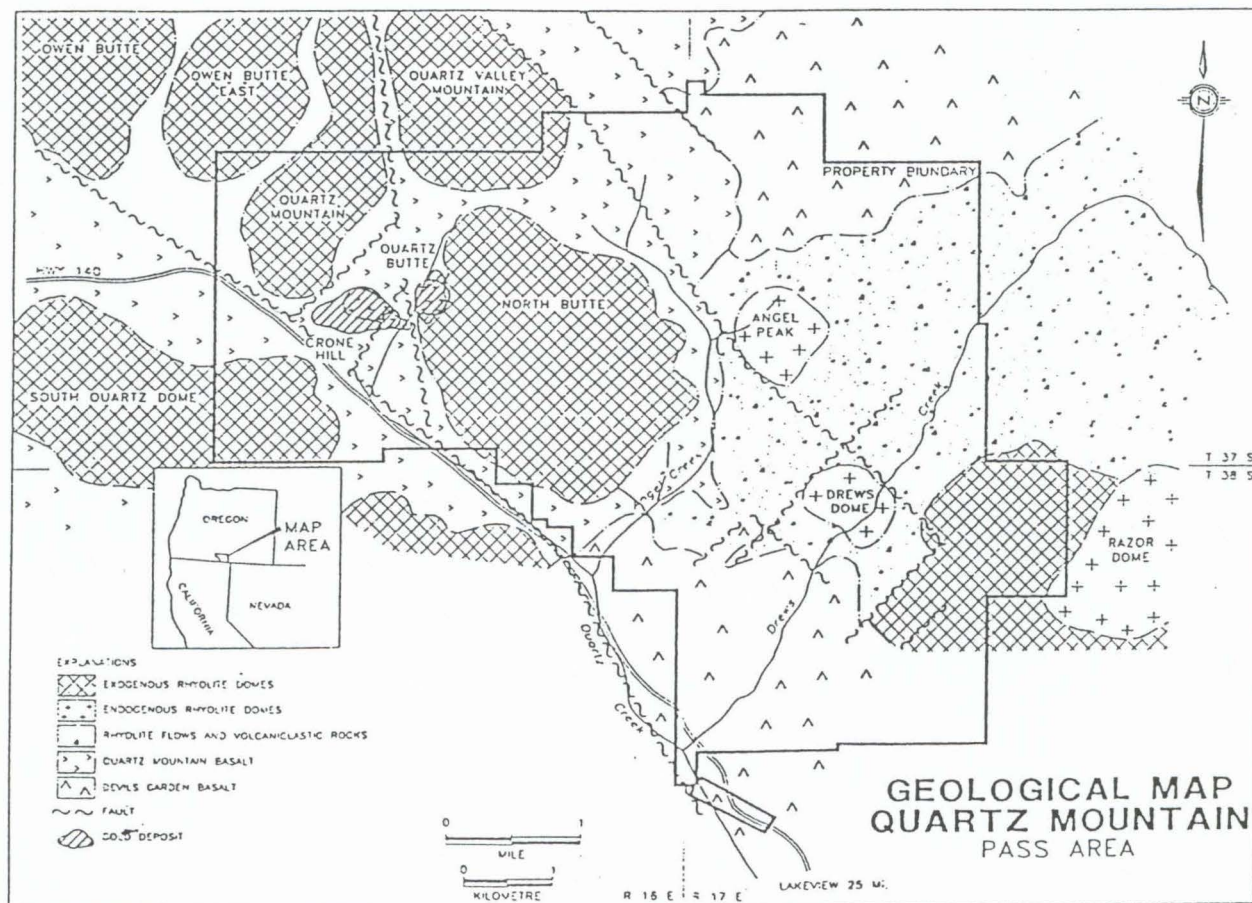 OWEN BUTTE
OWEN BUTTE
EAST
QUARTZ VALLEY
MOUNTAIN
N
PROPERTY BIUNDARY
QUARTZ
MOUNTAIN
QUARTZ
BUTTE
HWY 140
NORTH BUTTE
ANGEL
PEAK
CRONE
HILL
Creek
SOUTH QUARTZ DOME
T 37 S
T 38 S
Angel Creek
DREWS
DOME
RAZOR
DOME
OREGON
MAP
AREA
CALIFORNIA
NEVADA
Drew's
Quartz
Creek
EXPLANATIONS
EXOGENOUS RHYOLITE DOMES
ENDOGENOUS RHYOLITE DOMES
RHYOLITE FLOWS AND VOLCANICLASTIC ROCKS
QUARTZ MOUNTAIN BASALT
DEVILS GARDEN BASALT
FAULT
GOLD DEPOSIT
0 1
MILE
0 1
KILOMETRE
R 16 E R 17 E
LAKEVIEW 25 MI.
GEOLOGICAL MAP
QUARTZ MOUNTAIN
PASS AREA